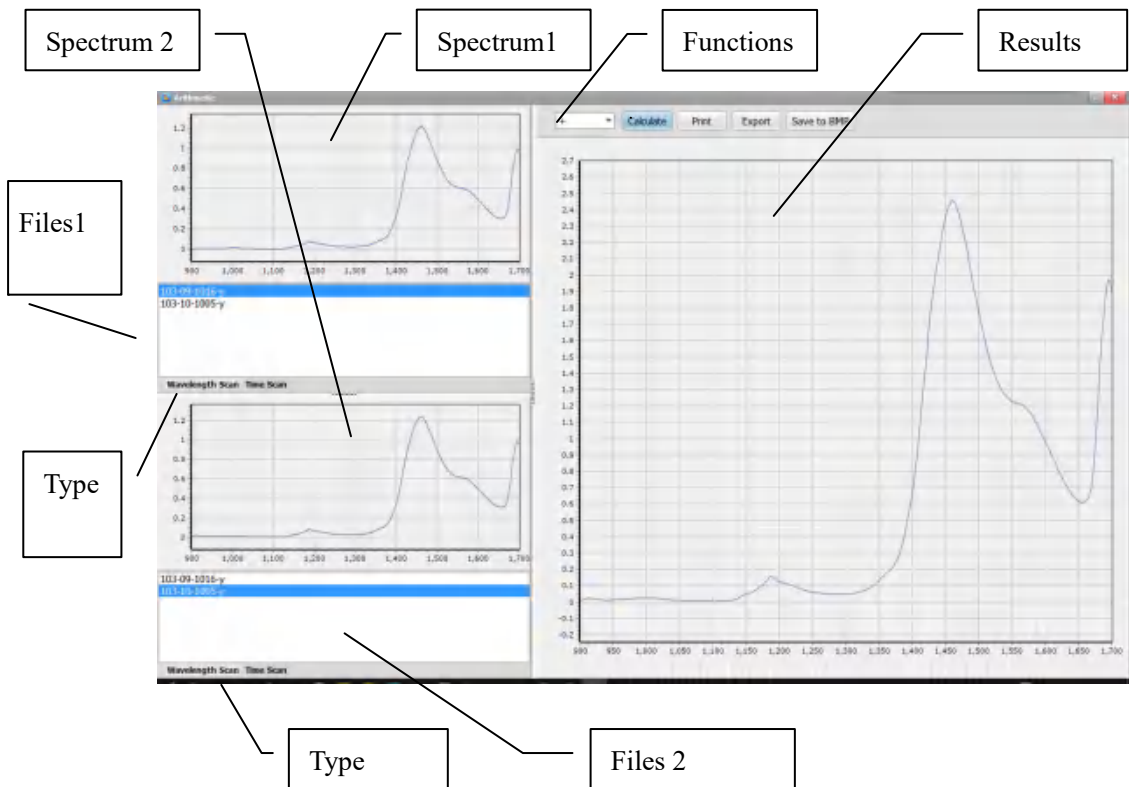 Spectrum 2
Spectrum1
Functions
Results
Files1
Type
Type
Files 2
Arithmetic
1.2
1
0.8
0.6
0.4
0.2
0
900 1,000 1,100 1,200 1,300 1,400 1,500 1,600 1,700
103-09-1016-y
103-10-1005-y
Wavelength Scan Time Scan
1.2
1
0.8
0.6
0.4
0.2
0
900 1,000 1,100 1,200 1,300 1,400 1,500 1,600 1,700
103-09-1016-y
103-10-1005-y
Wavelength Scan Time Scan
+ Calculate Print Export Save to BMP
2.7
2.6
2.5
2.4
2.3
2.2
2.1
2
1.9
1.8
1.7
1.6
1.5
1.4
1.3
1.2
1.1
1
0.9
0.8
0.7
0.6
0.5
0.4
0.3
0.2
0.1
0
-0.1
-0.2
900 950 1,000 1,050 1,100 1,150 1,200 1,250 1,300 1,350 1,400 1,450 1,500 1,550 1,600 1,650 1,700